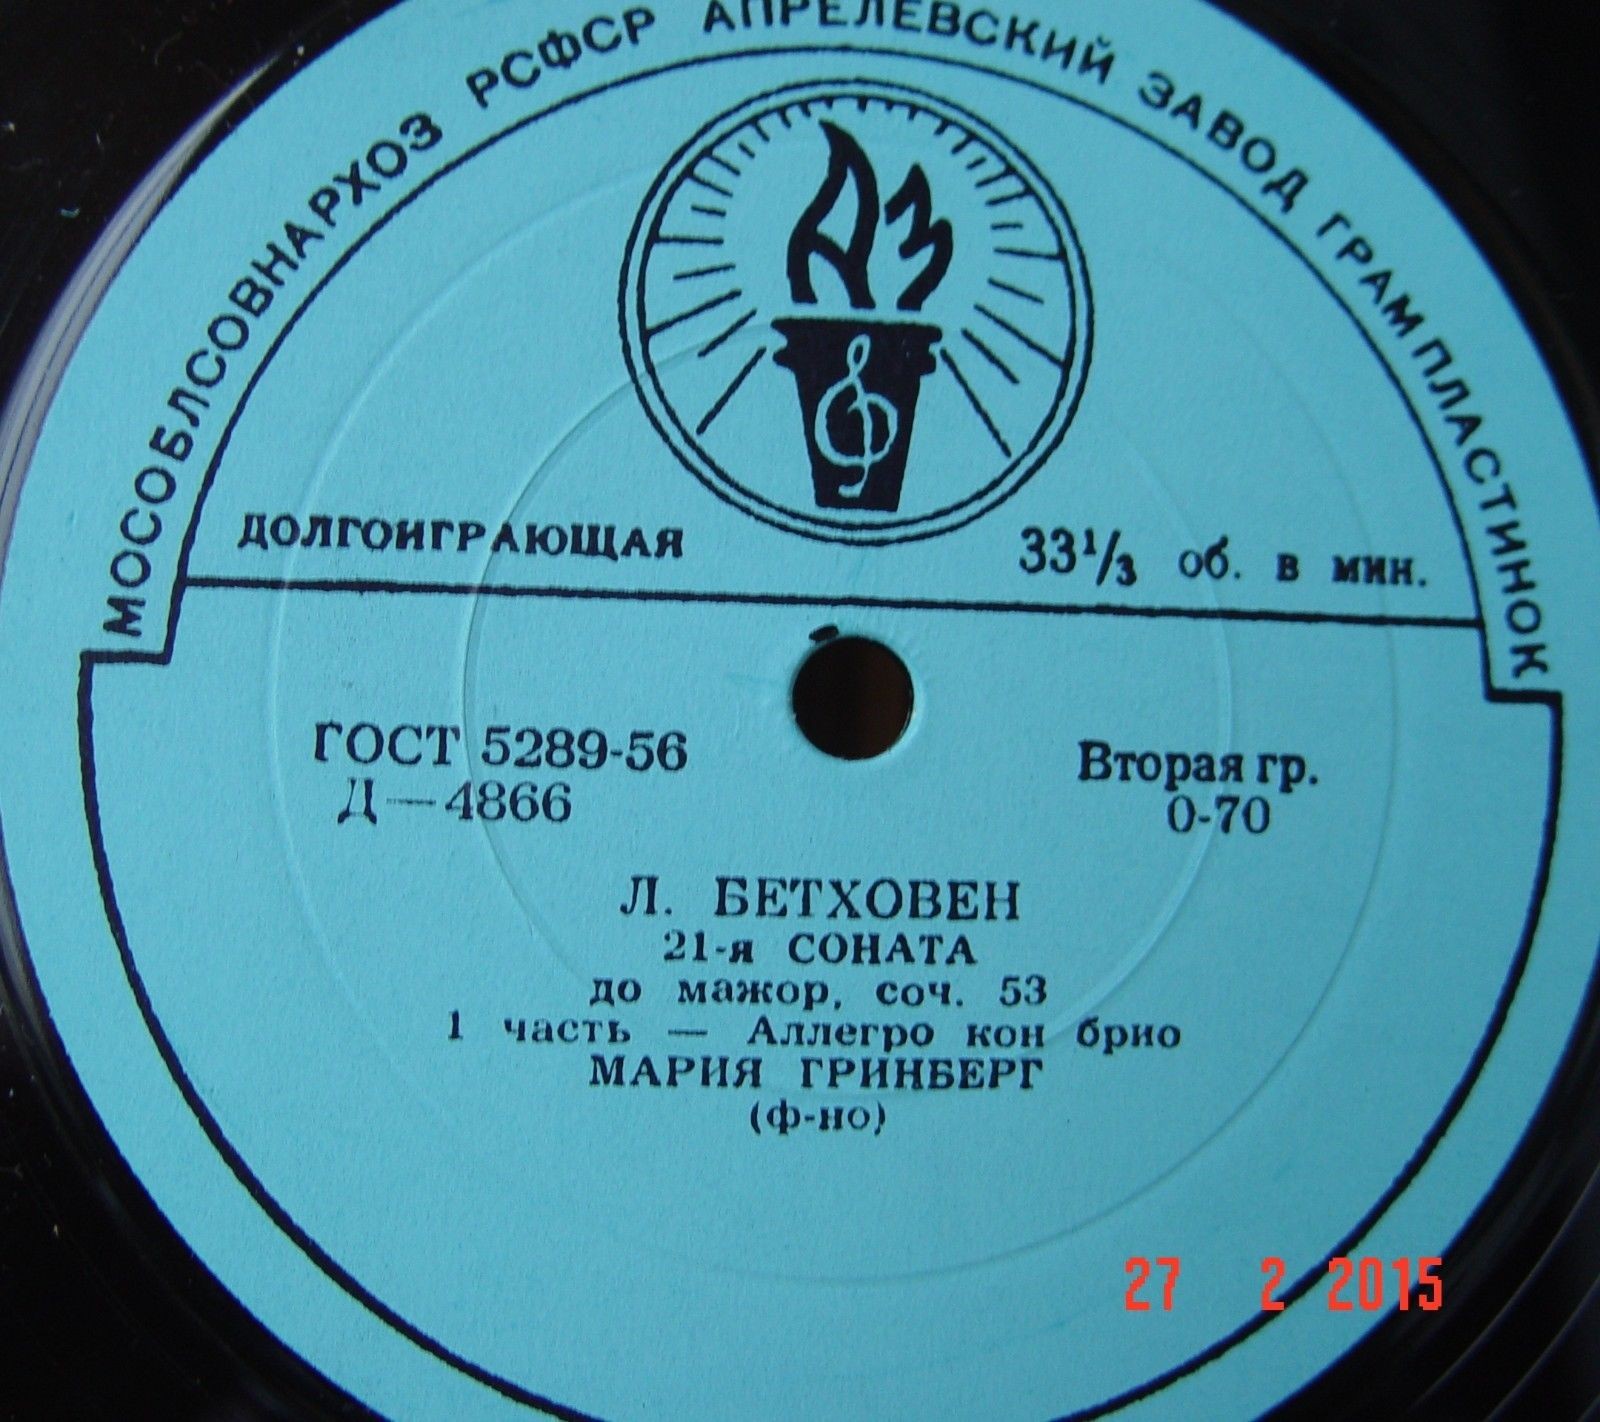 МОСОБЛСОВНАРХОЗ РСФСР АПРЕЛЕВСКИЙ ЗАВОД ГРАМПЛАСТИНОК
АЗ
ДОЛГОИГРАЮЩАЯ 33⅓ об. в мин.
ГОСТ 5289-56 Вторая гр.
Д—4866 0-70
Л. БЕТХОВЕН
21-я СОНАТА
до мажор, соч. 53
1 часть — Аллегро кон брио
МАРИЯ ГРИНБЕРГ
(ф-но)
27 2 2015